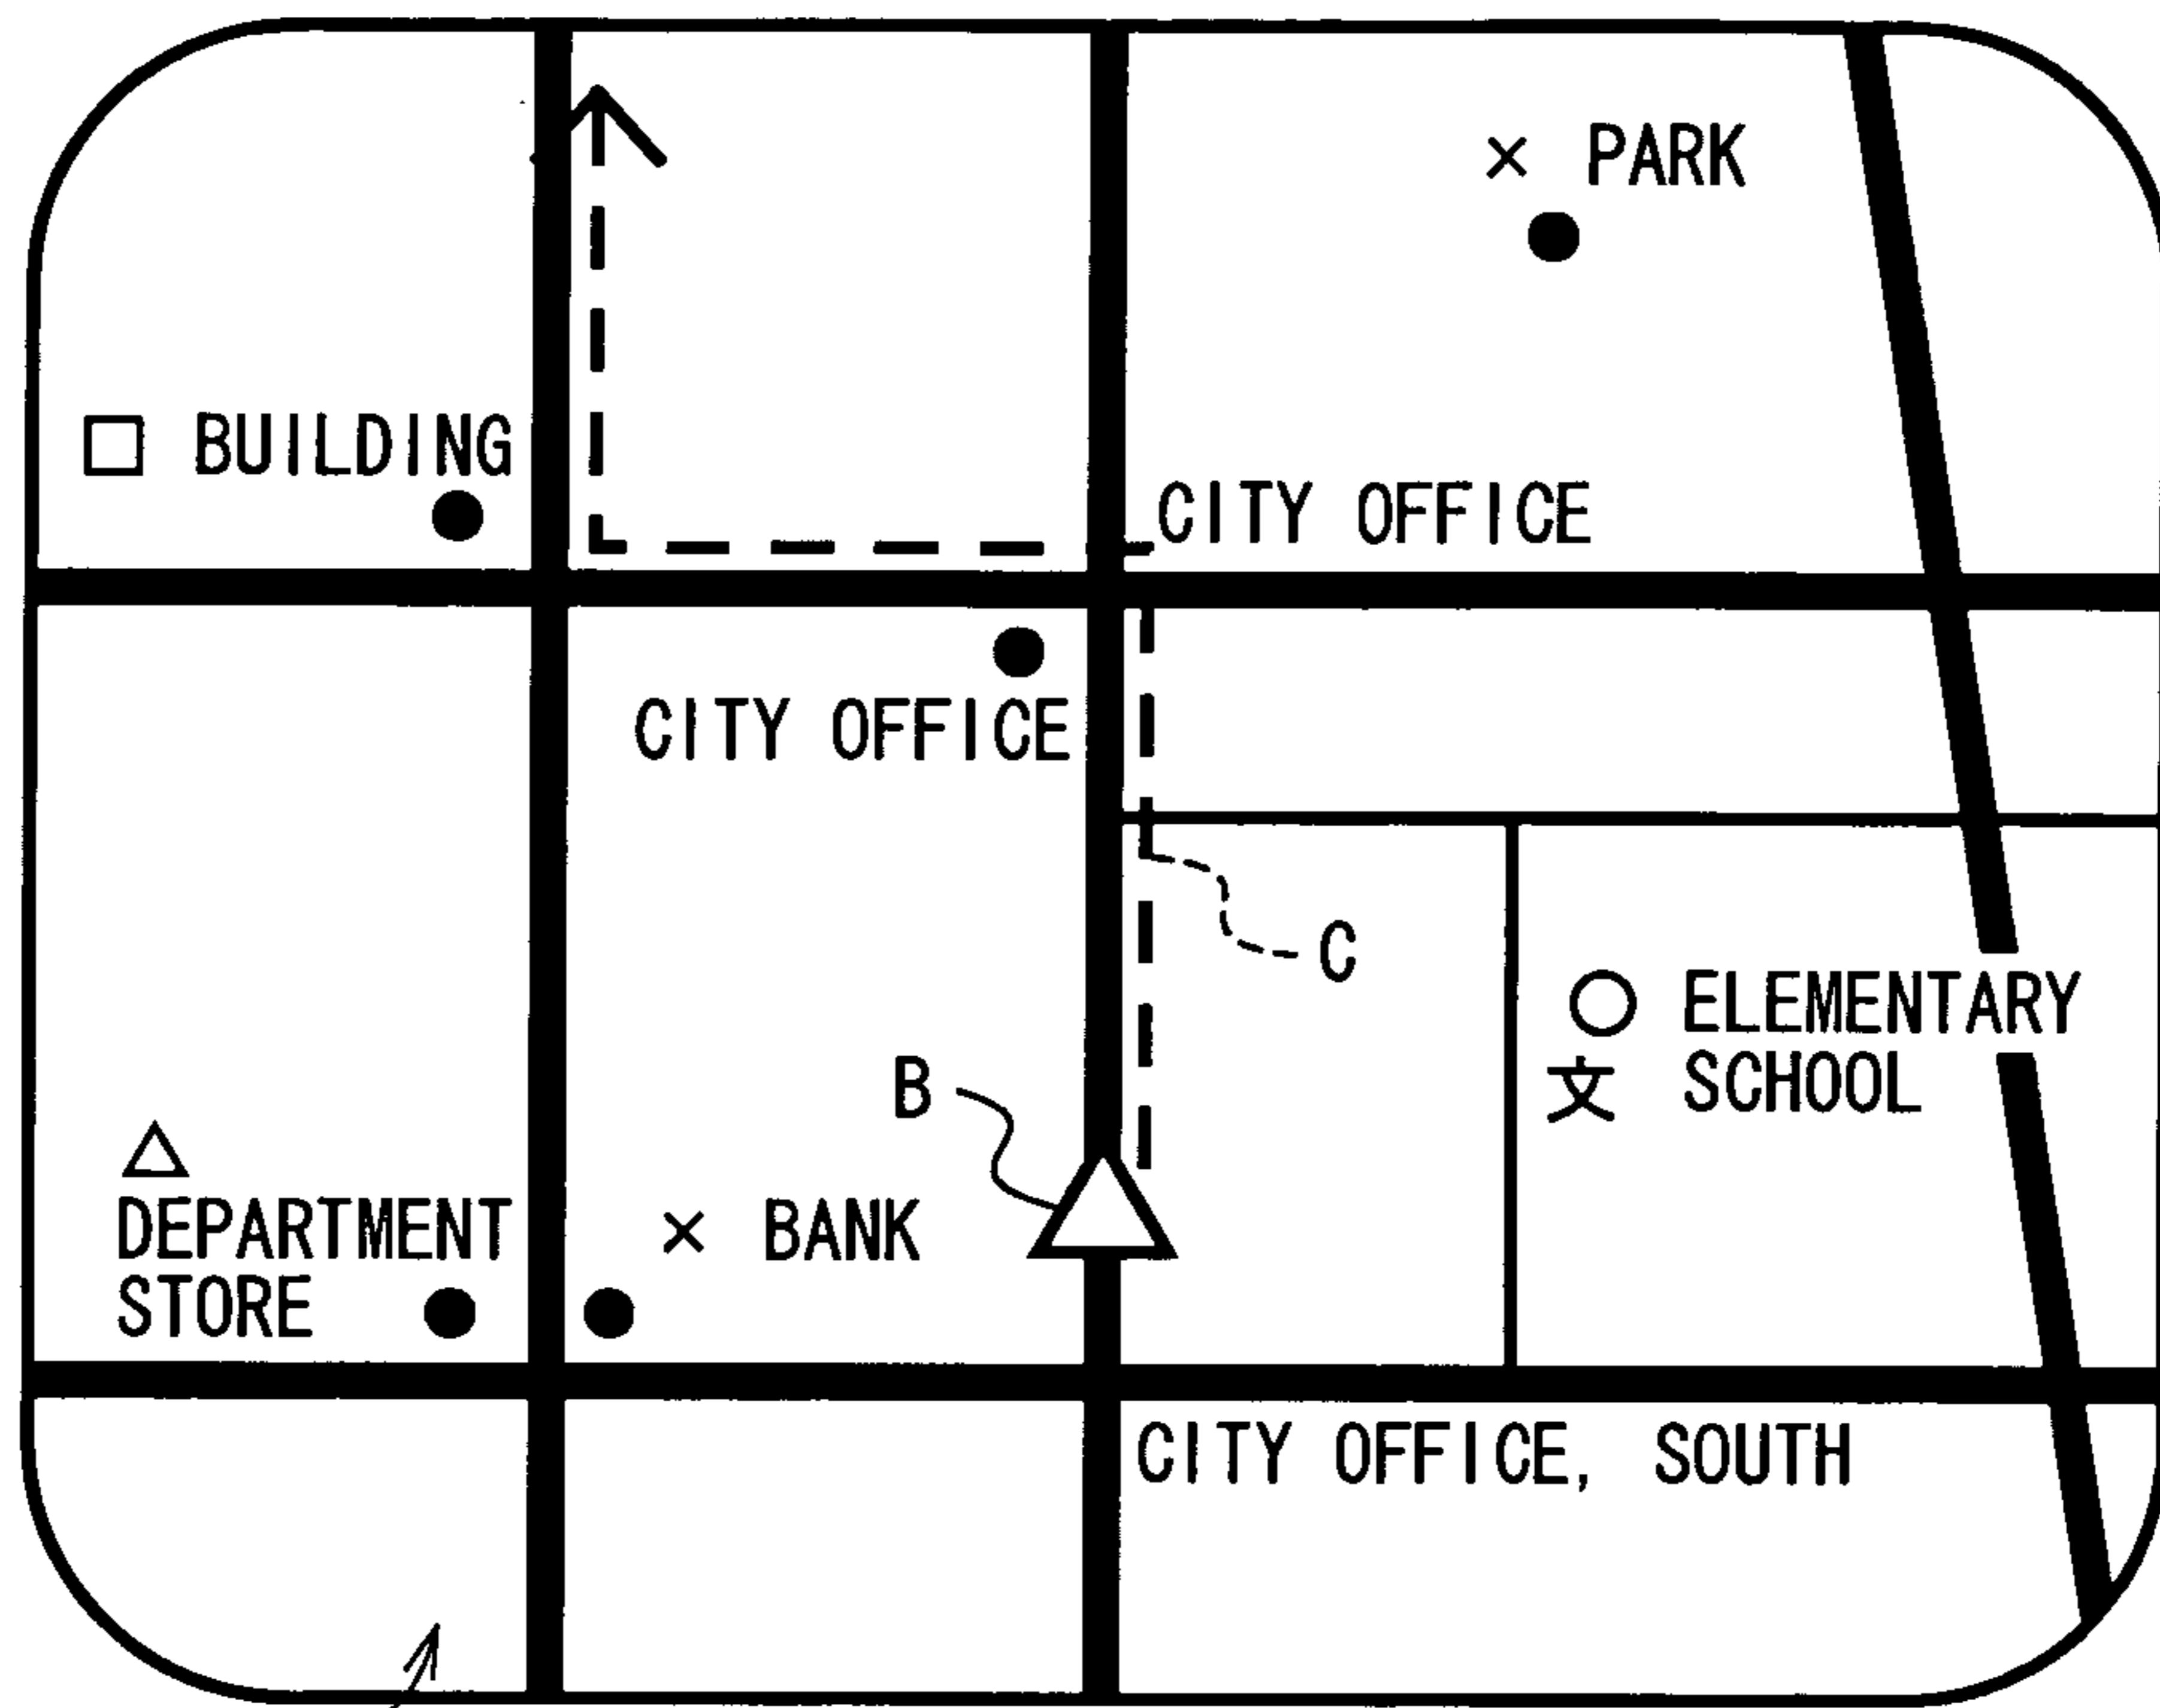 × PARK
□ BUILDING
CITY OFFICE
CITY OFFICE
C
○ ELEMENTARY
文 SCHOOL
B
△
DEPARTMENT
STORE
× BANK
CITY OFFICE, SOUTH